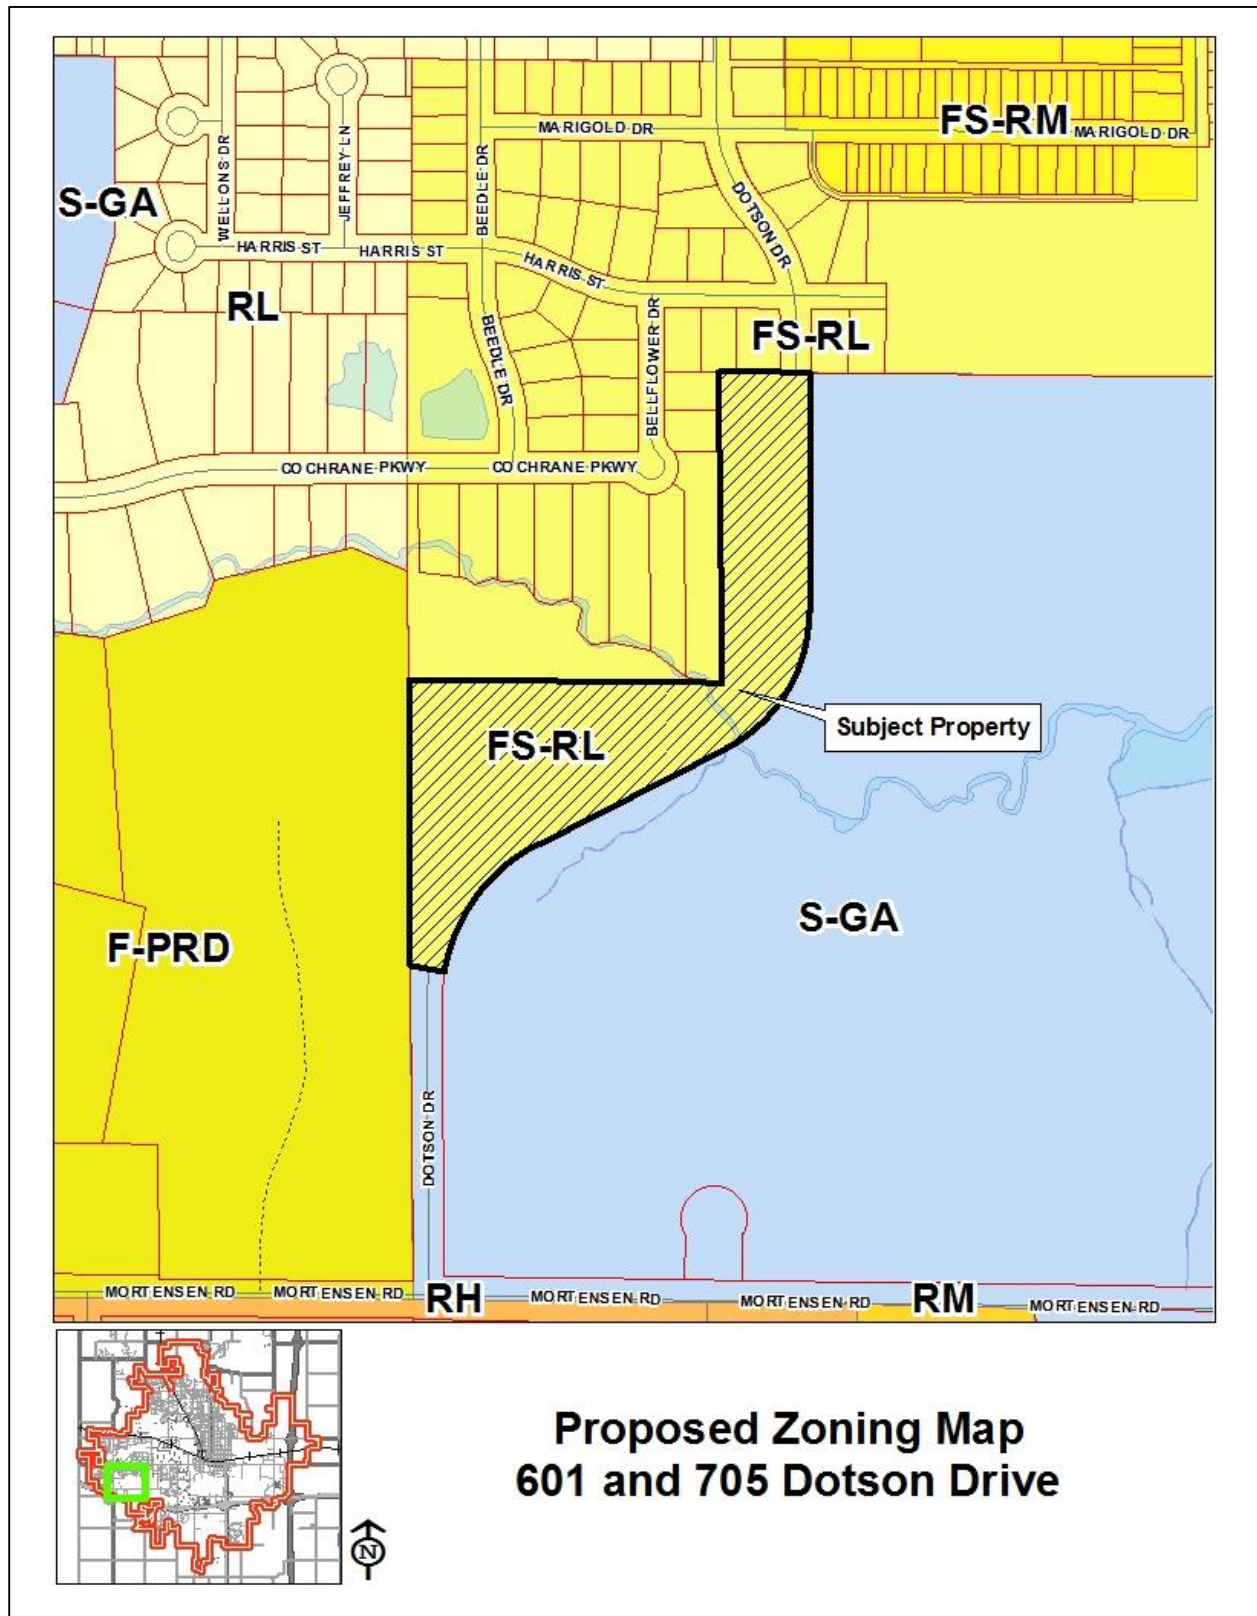 FS-RM
MARIGOLD DR
MARIGOLD DR
S-GA
WELLONS DR
JEFFREY LN
BEEDLE DR
DOTSON DR
HARRIS ST
HARRIS ST
HARRIS ST
RL
BELLFLOWER DR
FS-RL
BEEDLE DR
COCHRANE PKWY
COCHRANE PKWY
FS-RL
Subject Property
S-GA
F-PRD
DOTSON DR
MORTENSEN RD
MORTENSEN RD
RH
MORTENSEN RD
MORTENSEN RD
RM
MORTENSEN RD
Proposed Zoning Map
601 and 705 Dotson Drive
N